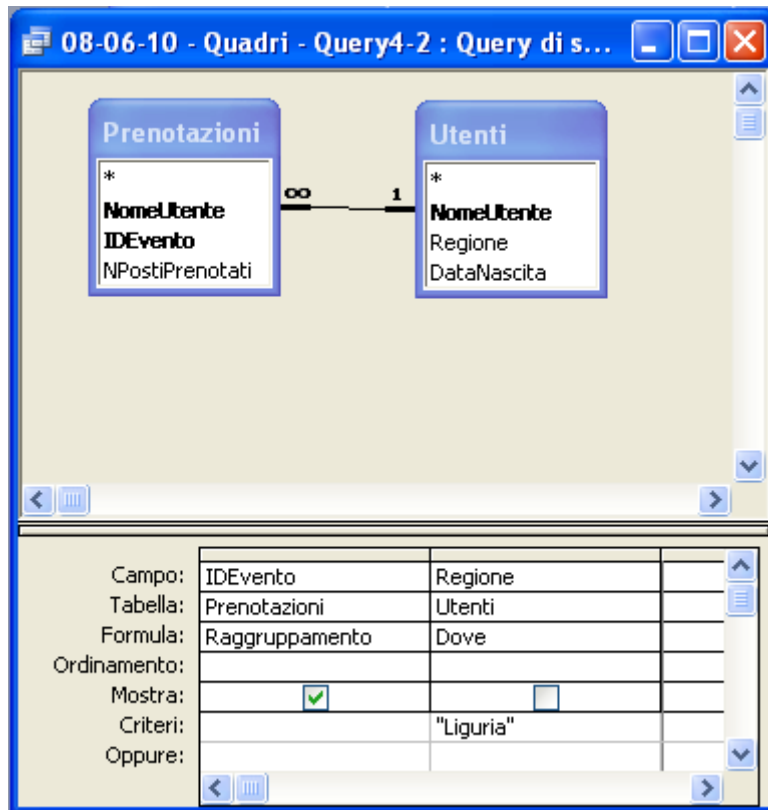 08-06-10 - Quadri - Query4-2 : Query di s...
Prenotazioni
*
NomeUtente
IDEvento
NPostiPrenotati
∞ 1
Utenti
*
NomeUtente
Regione
DataNascita
Campo: IDEvento Regione
Tabella: Prenotazioni Utenti
Formula: Raggruppamento Dove
Ordinamento:
Mostra:
Criteri: "Liguria"
Oppure: